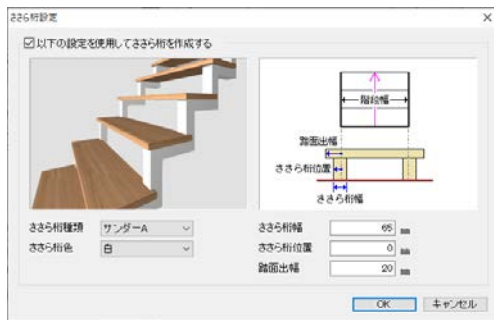 ささら桁設定
以下の設定を使用してささら桁を作成する
階段幅
踏面出幅
ささら桁位置
ささら桁幅
ささら桁種類 サンダーA
ささら桁色 白
ささら桁幅 65 mm
ささら桁位置 0 mm
踏面出幅 20 mm
OK キャンセル